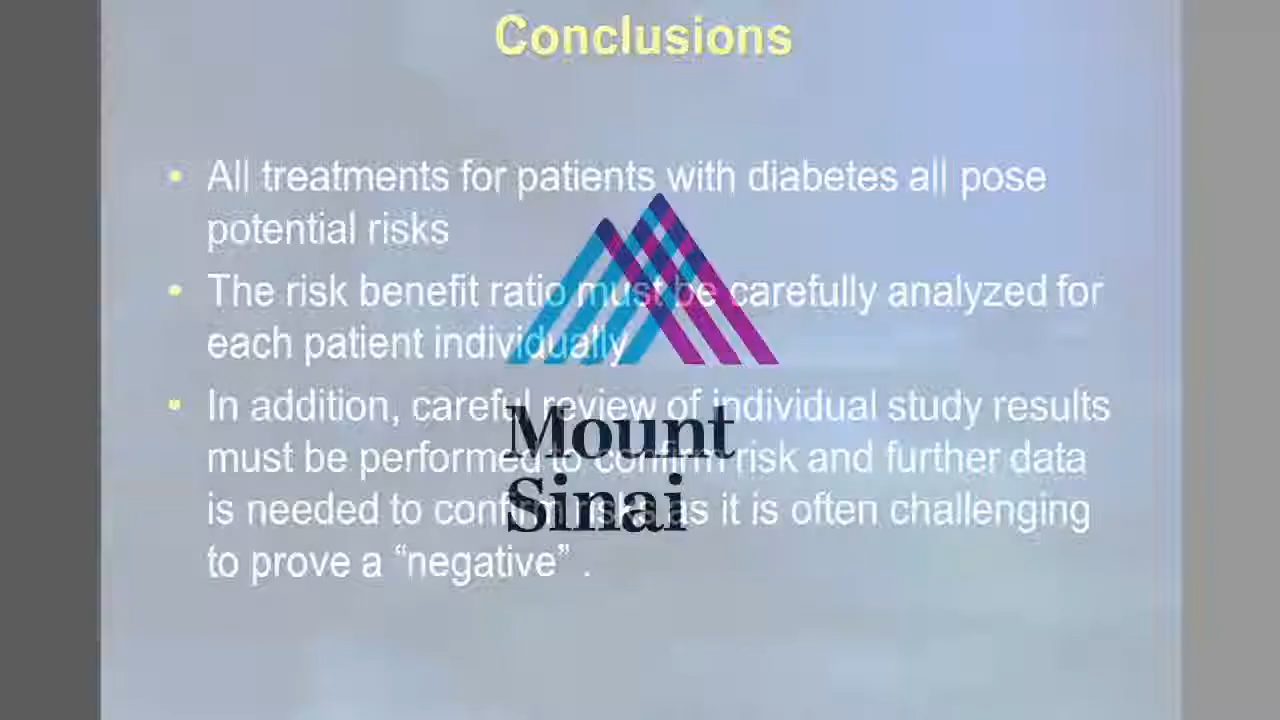 Conclusions
• All treatments for patients with diabetes all pose
potential risks
• The risk benefit ratio must be carefully analyzed for
each patient individually
• In addition, careful review of individual study results
must be performed to confirm risk and further data
is needed to confirm risks as it is often challenging
to prove a “negative” .
Mount
Sinai